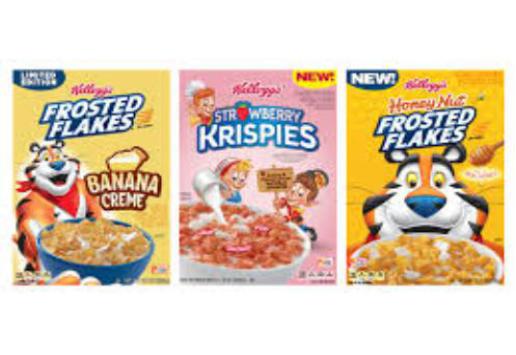 LIMITED
EDITION
Kellogg's
FROSTED
FLAKES
BANANA
CREME
NEW!
Kellogg's
STRAWBERRY
KRISPIES
NEW!
Kellogg's
Honey Nut
FROSTED
FLAKES